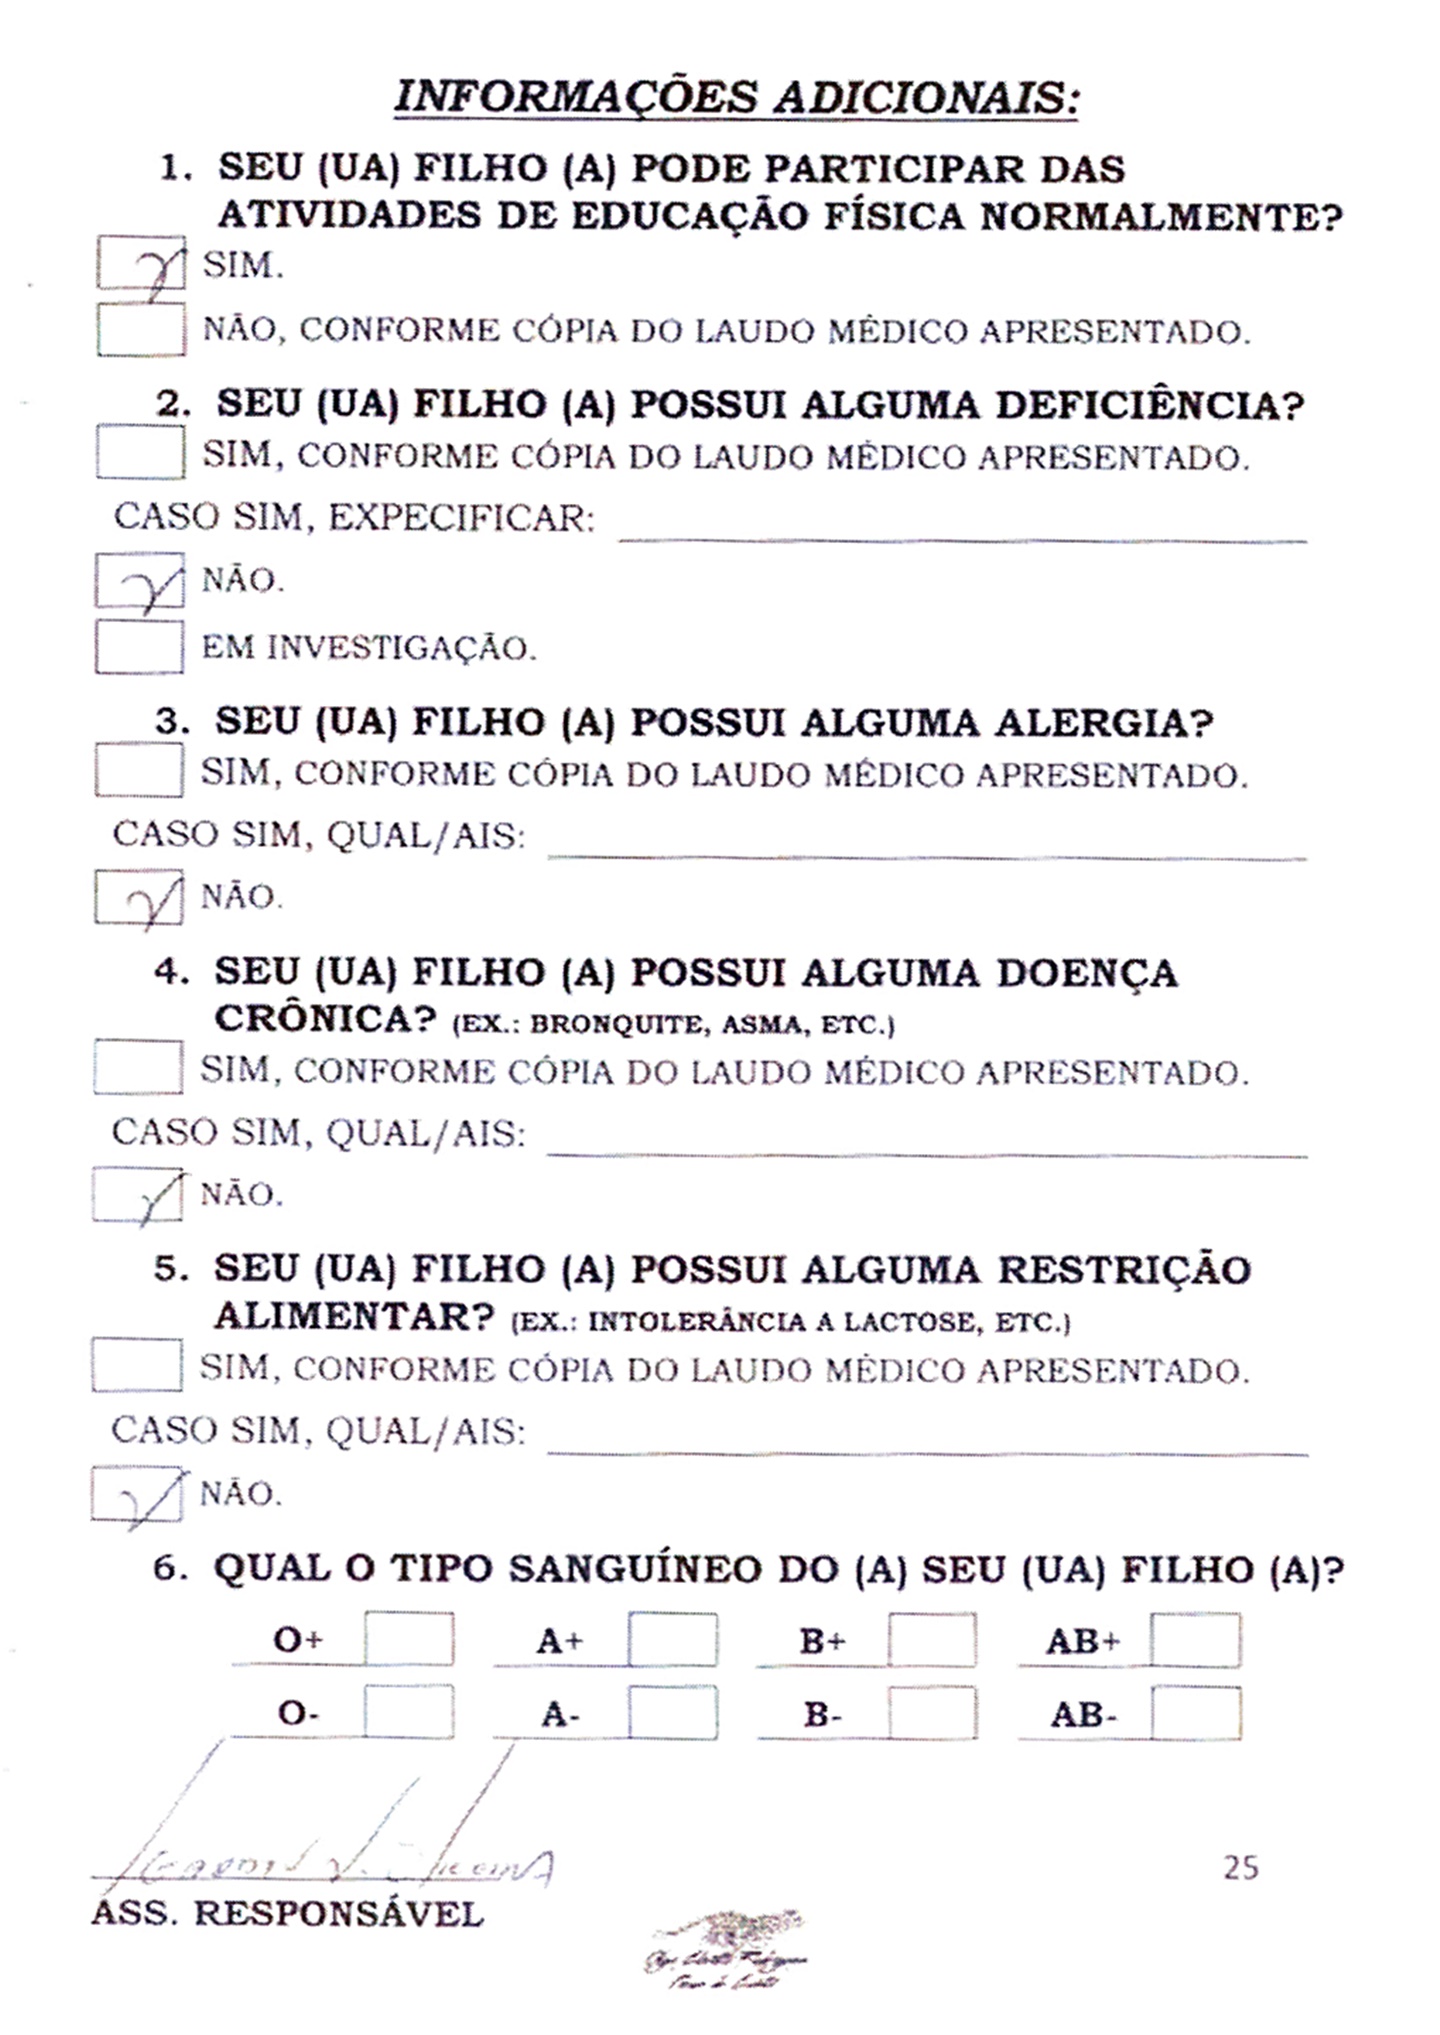 INFORMAÇÕES ADICIONAIS:
1. SEU (UA) FILHO (A) PODE PARTICIPAR DAS
ATIVIDADES DE EDUCAÇÃO FÍSICA NORMALMENTE?
SIM.
NÃO, CONFORME CÓPIA DO LAUDO MÉDICO APRESENTADO.
2. SEU (UA) FILHO (A) POSSUI ALGUMA DEFICIÊNCIA?
SIM, CONFORME CÓPIA DO LAUDO MÉDICO APRESENTADO.
CASO SIM, EXPECIFICAR:
NÃO.
EM INVESTIGAÇÃO.
3. SEU (UA) FILHO (A) POSSUI ALGUMA ALERGIA?
SIM, CONFORME CÓPIA DO LAUDO MÉDICO APRESENTADO.
CASO SIM, QUAL/AIS:
NÃO.
4. SEU (UA) FILHO (A) POSSUI ALGUMA DOENÇA
CRÔNICA? (EX.: BRONQUITE, ASMA, ETC.)
SIM, CONFORME CÓPIA DO LAUDO MÉDICO APRESENTADO.
CASO SIM, QUAL/AIS:
NÃO.
5. SEU (UA) FILHO (A) POSSUI ALGUMA RESTRIÇÃO
ALIMENTAR? (EX.: INTOLERÂNCIA A LACTOSE, ETC.)
SIM, CONFORME CÓPIA DO LAUDO MÉDICO APRESENTADO.
CASO SIM, QUAL/AIS:
NÃO.
6. QUAL O TIPO SANGUÍNEO DO (A) SEU (UA) FILHO (A)?
O+ A+ B+ AB+
O- A- B- AB-
25
ASS. RESPONSÁVEL